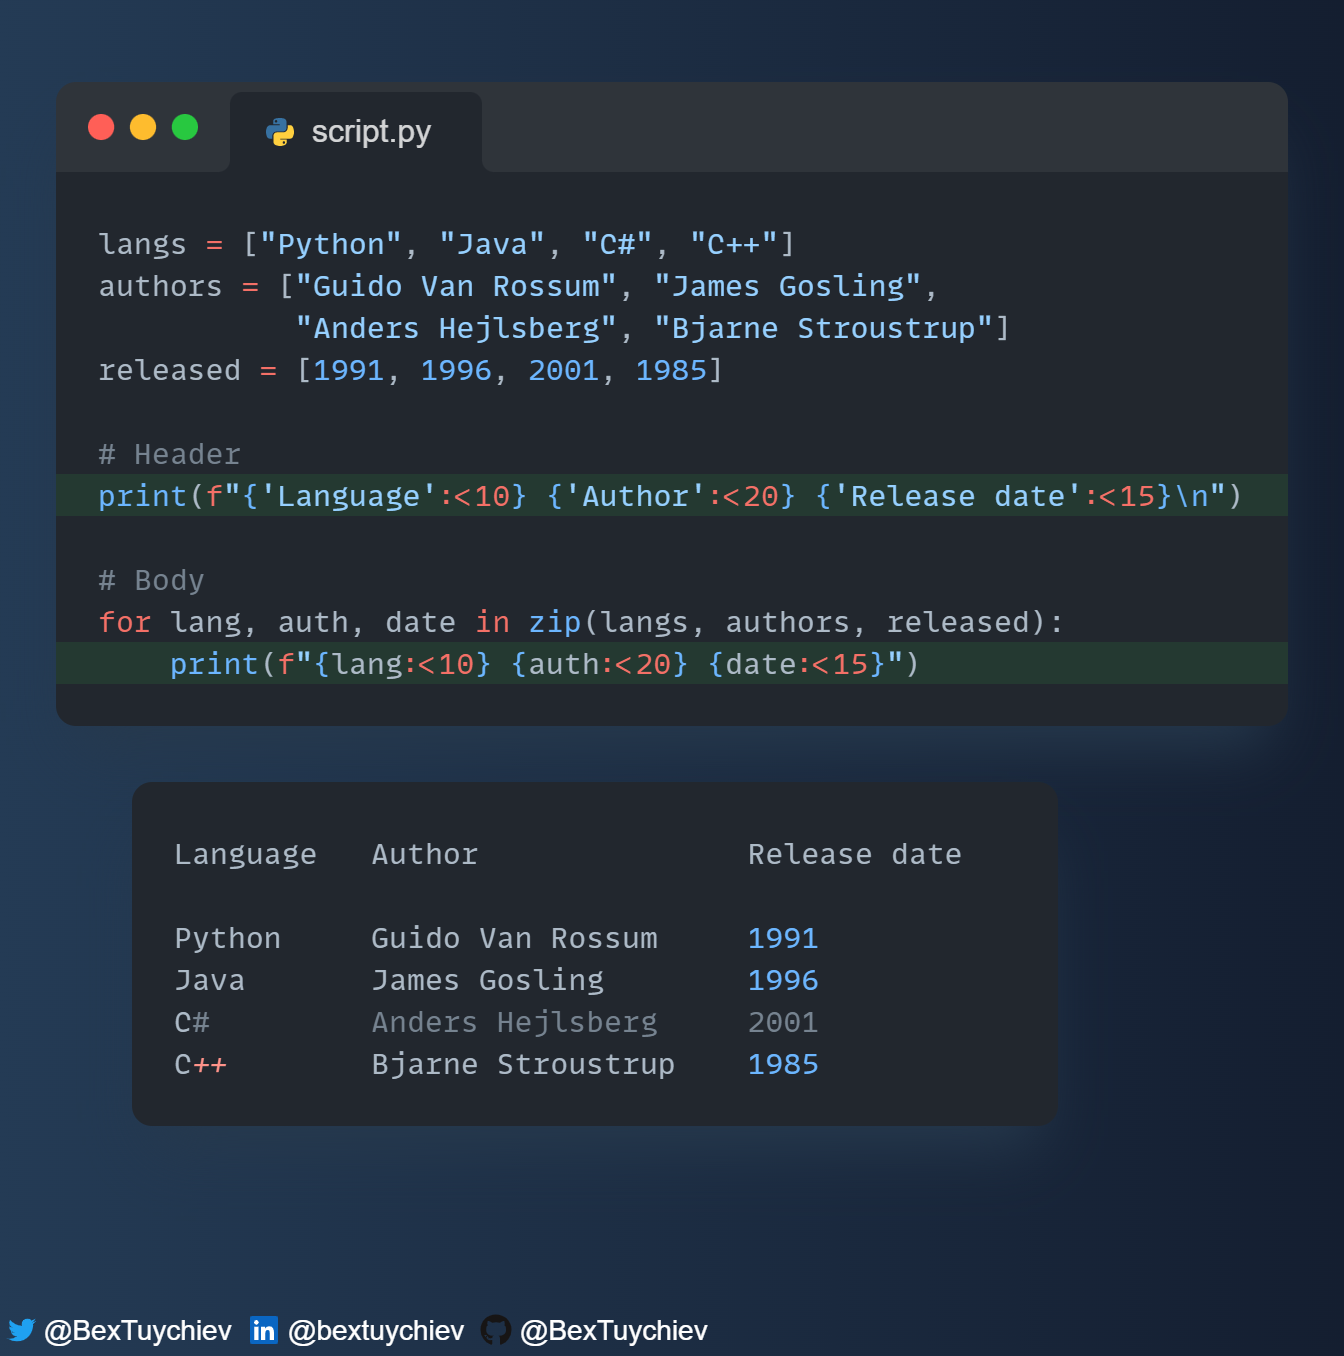 script.py
langs = ["Python", "Java", "C#", "C++"]
authors = ["Guido Van Rossum", "James Gosling",
           "Anders Hejlsberg", "Bjarne Stroustrup"]
released = [1991, 1996, 2001, 1985]
# Header
print(f"{'Language':<10} {'Author':<20} {'Release date':<15}\n")
# Body
for lang, auth, date in zip(langs, authors, released):
    print(f"{lang:<10} {auth:<20} {date:<15}")
Language   Author               Release date
Python     Guido Van Rossum     1991
Java       James Gosling        1996
C#         Anders Hejlsberg     2001
C++        Bjarne Stroustrup    1985
@BexTuychiev in @bextuychiev @BexTuychiev